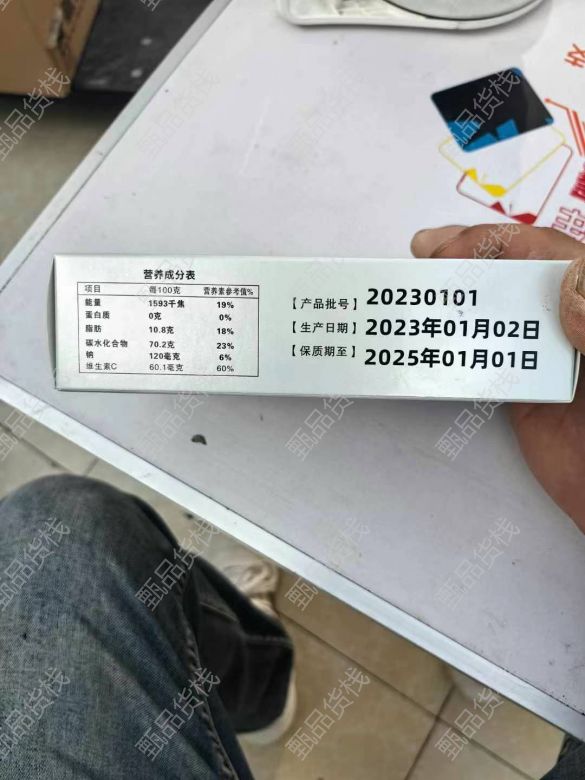 营养成分表
项目 每100克 营养素参考值%
能量 1593千焦 19%
蛋白质 0克 0%
脂肪 10.8克 18%
碳水化合物 70.2克 23%
钠 120毫克 6%
维生素C 60.1毫克 60%
【产品批号】 20230101
【生产日期】 2023年01月02日
【保质期至】 2025年01月01日
XH
甄品货栈